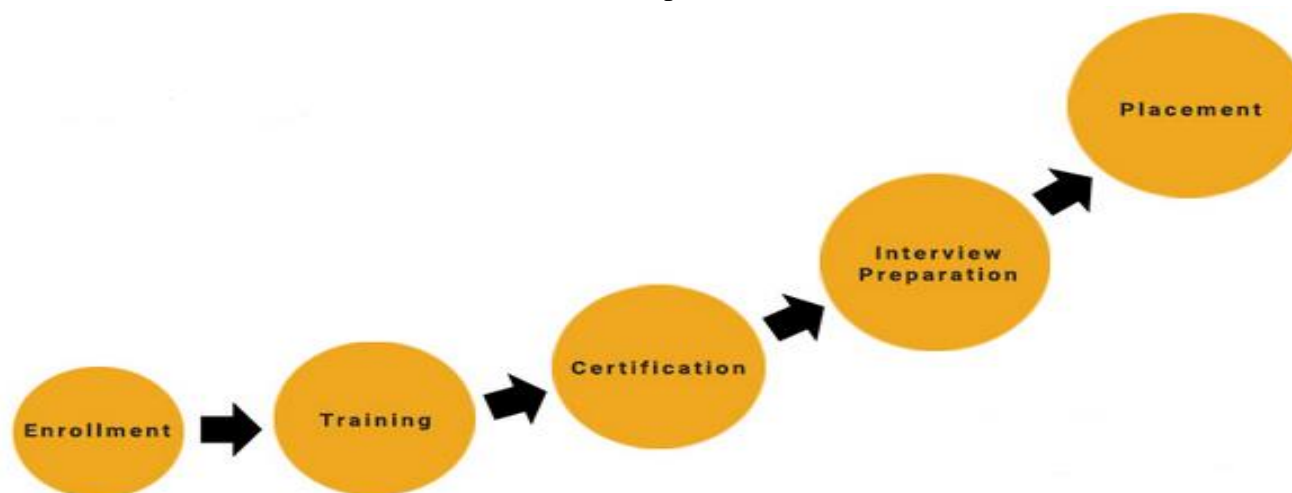 Enrollment
Training
Certification
Interview
Preparation
Placement